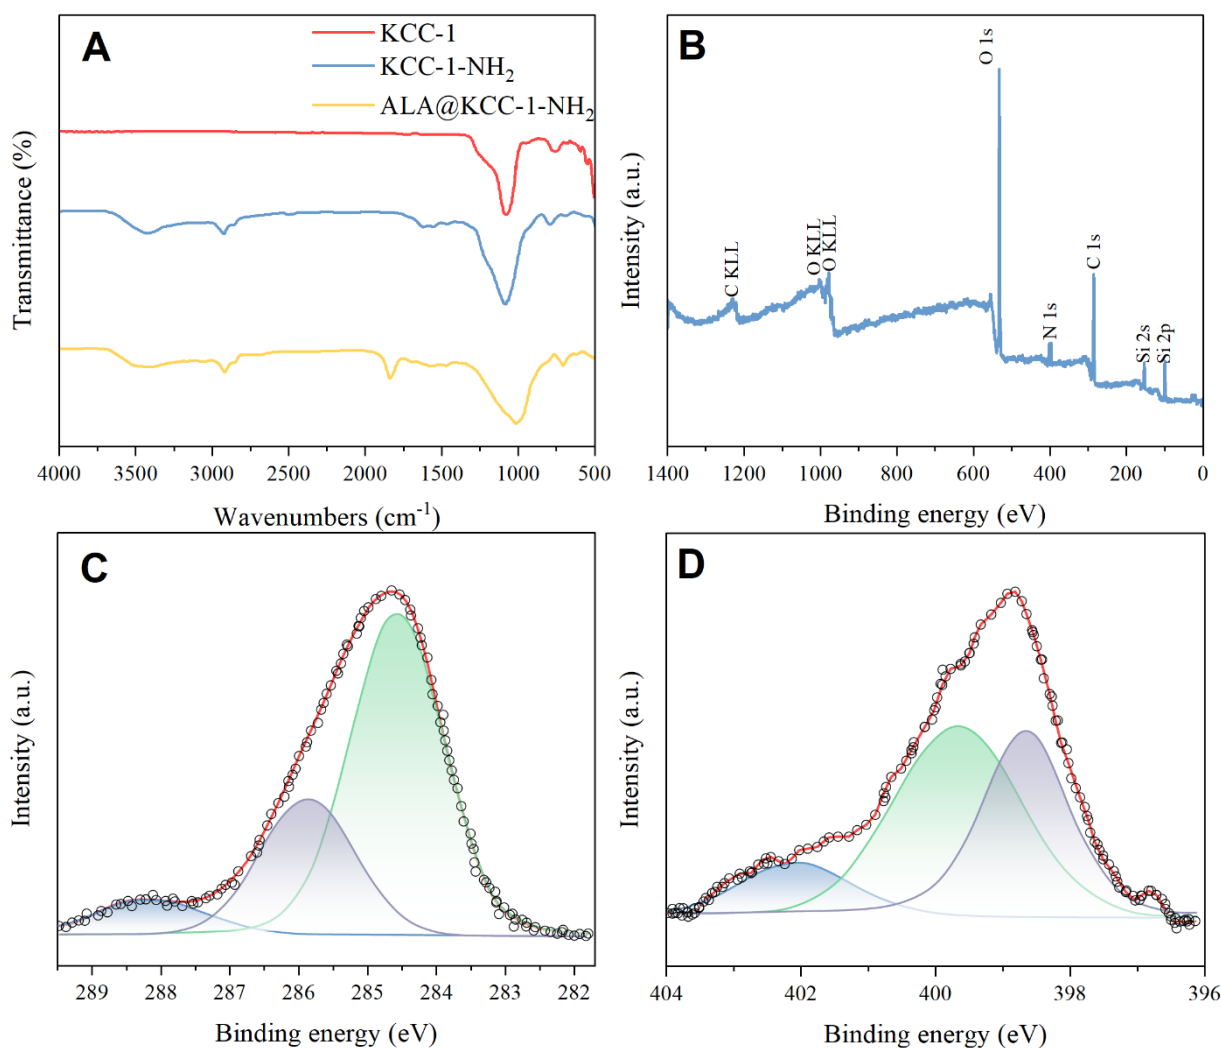 A
KCC-1
KCC-1-NH₂
ALA@KCC-1-NH₂
Transmittance (%)
4000 3500 3000 2500 2000 1500 1000 500
Wavenumbers (cm⁻¹)
B
C KLL
O KLL
O KLL
O 1s
N 1s
C 1s
Si 2s
Si 2p
Intensity (a.u.)
1400 1200 1000 800 600 400 200 0
Binding energy (eV)
C
Intensity (a.u.)
289 288 287 286 285 284 283 282
Binding energy (eV)
D
Intensity (a.u.)
404 402 400 398 396
Binding energy (eV)